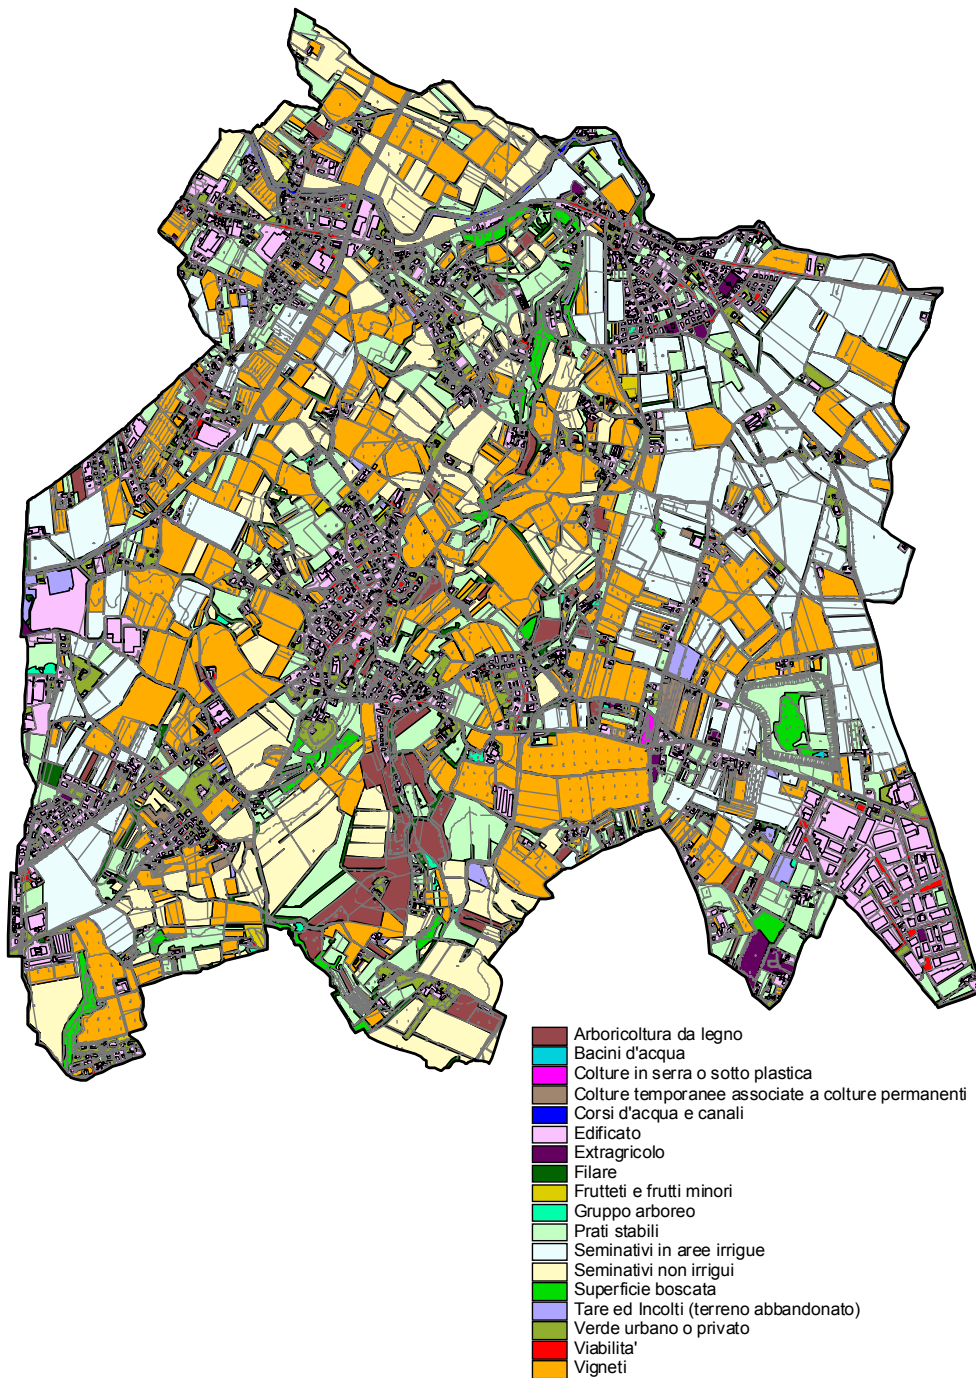 Arboricoltura da legno
Bacini d'acqua
Colture in serra o sotto plastica
Colture temporanee associate a colture permanenti
Corsi d'acqua e canali
Edificato
Extragricolo
Filare
Frutteti e frutti minori
Gruppo arboreo
Prati stabili
Seminativi in aree irrigue
Seminativi non irrigui
Superficie boscata
Tare ed Incolti (terreno abbandonato)
Verde urbano o privato
Viabilita'
Vigneti